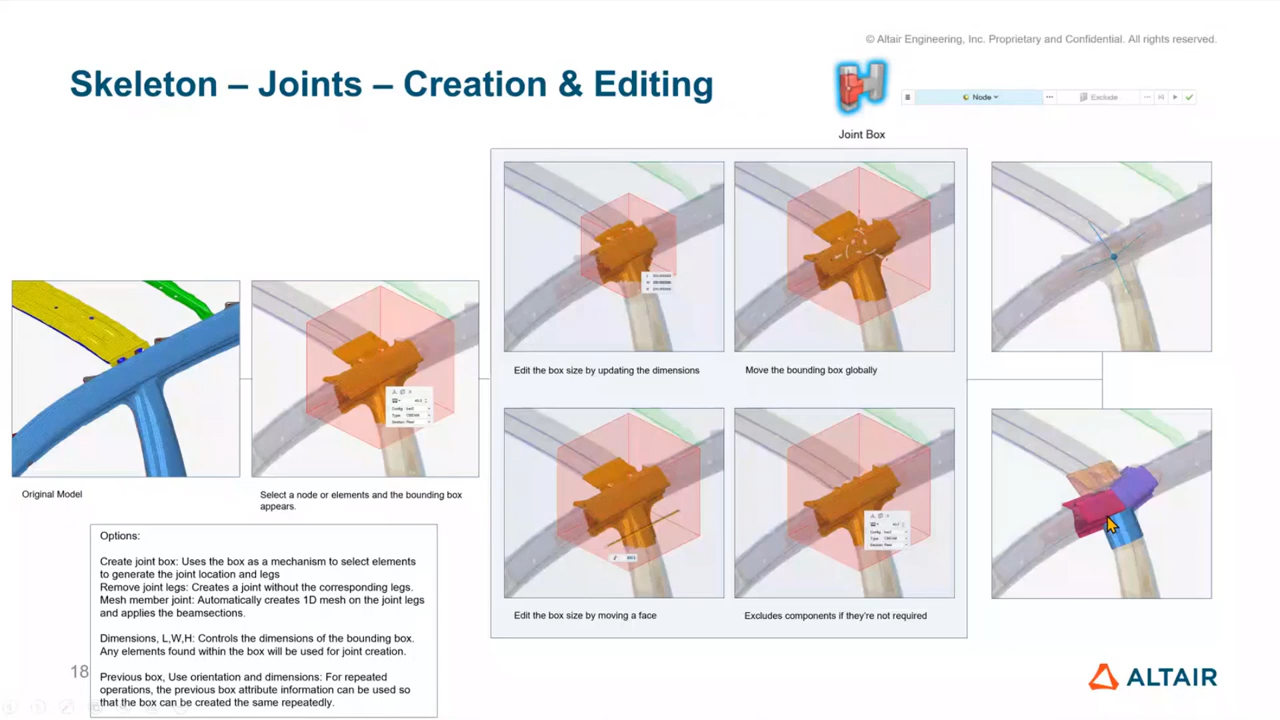 © Altair Engineering, Inc. Proprietary and Confidential. All rights reserved.
Skeleton – Joints – Creation & Editing
Node
Exclude
Joint Box
Edit the box size by updating the dimensions
Move the bounding box globally
Original Model
Select a node or elements and the bounding box
appears.
Edit the box size by moving a face
Excludes components if they're not required
Options:
Create joint box: Uses the box as a mechanism to select elements
to generate the joint location and legs
Remove joint legs: Creates a joint without the corresponding legs.
Mesh member joint: Automatically creates 1D mesh on the joint legs
and applies the beamsections.
Dimensions, L,W,H: Controls the dimensions of the bounding box.
Any elements found within the box will be used for joint creation.
Previous box, Use orientation and dimensions: For repeated
operations, the previous box attribute information can be used so
that the box can be created the same repeatedly.
18
ALTAIR